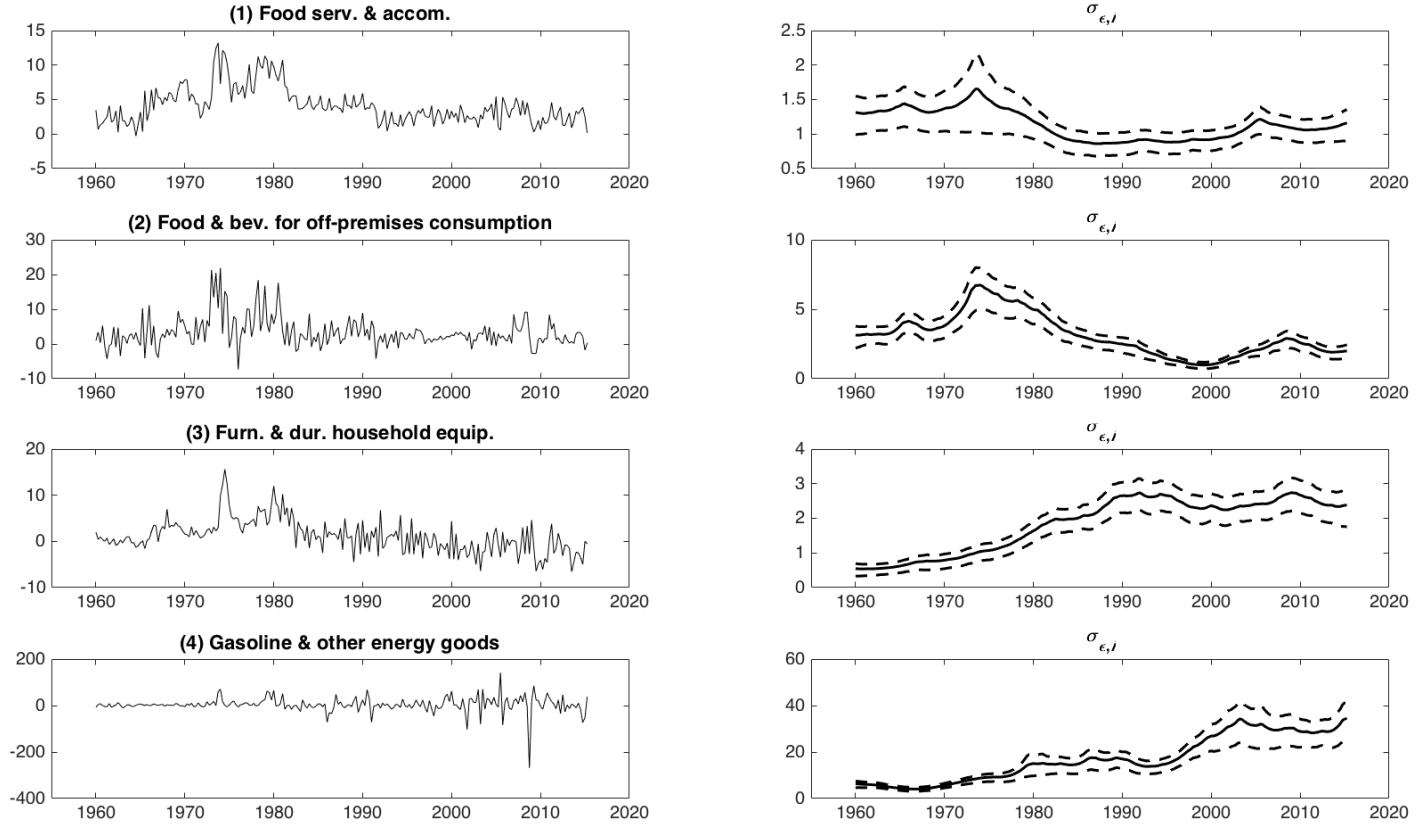 (1) Food serv. & accom.
σ ϵ,i
15
10
5
0
-5
1960 1970 1980 1990 2000 2010 2020
2.5
2
1.5
1
0.5
1960 1970 1980 1990 2000 2010 2020
(2) Food & bev. for off-premises consumption
σ ϵ,i
30
20
10
0
-10
1960 1970 1980 1990 2000 2010 2020
10
5
0
1960 1970 1980 1990 2000 2010 2020
(3) Furn. & dur. household equip.
σ ϵ,i
20
10
0
-10
1960 1970 1980 1990 2000 2010 2020
4
3
2
1
0
1960 1970 1980 1990 2000 2010 2020
(4) Gasoline & other energy goods
σ ϵ,i
200
0
-200
-400
1960 1970 1980 1990 2000 2010 2020
60
40
20
0
1960 1970 1980 1990 2000 2010 2020